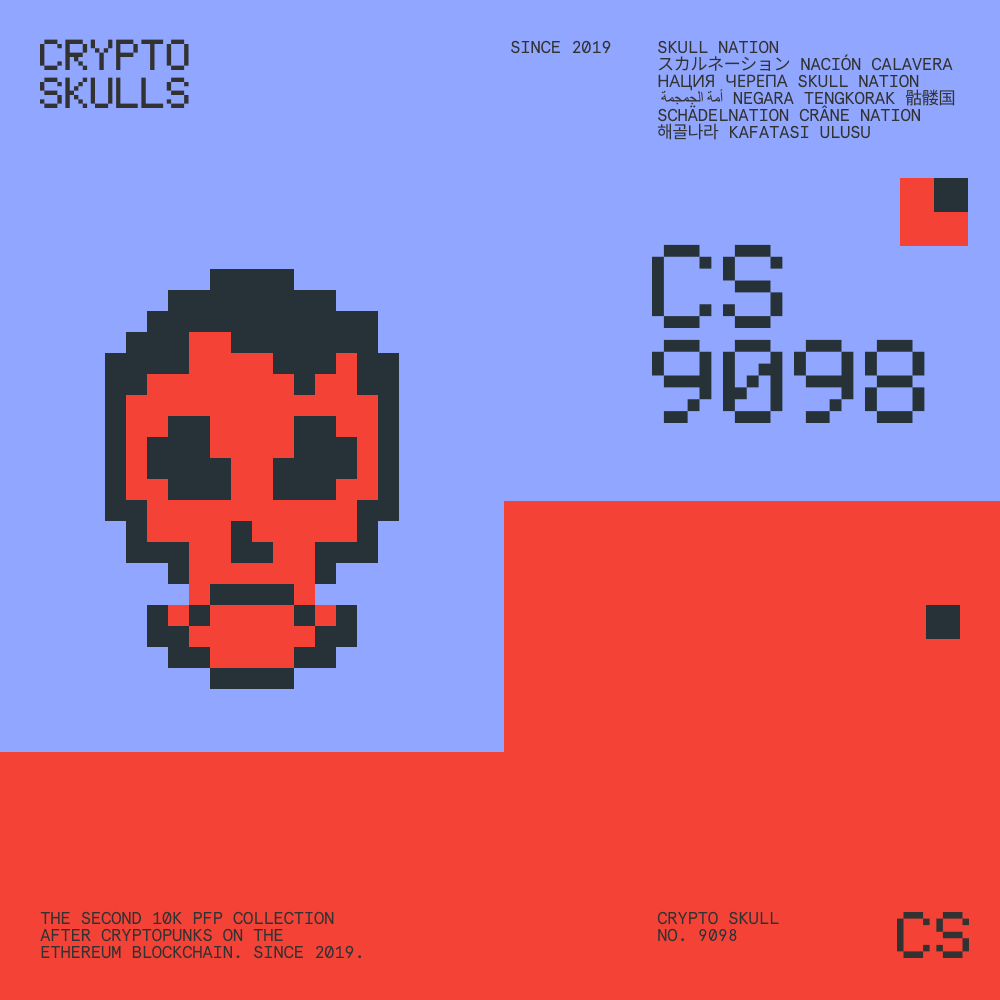 CRYPTO
SKULLS
SINCE 2019
SKULL NATION
スカルネーション NACIÓN CALAVERA
НАЦИЯ ЧЕРЕПА SKULL NATION
أمة الجمجمة NEGARA TENGKORAK 骷髅国
SCHÄDELNATION CRÂNE NATION
해골나라 KAFATASI ULUSU
CS
9098
THE SECOND 10K PFP COLLECTION
AFTER CRYPTOPUNKS ON THE
ETHEREUM BLOCKCHAIN. SINCE 2019.
CRYPTO SKULL
NO. 9098
CS